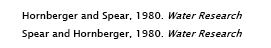 Hornberger and Spear, 1980. Water Research
Spear and Hornberger, 1980. Water Research